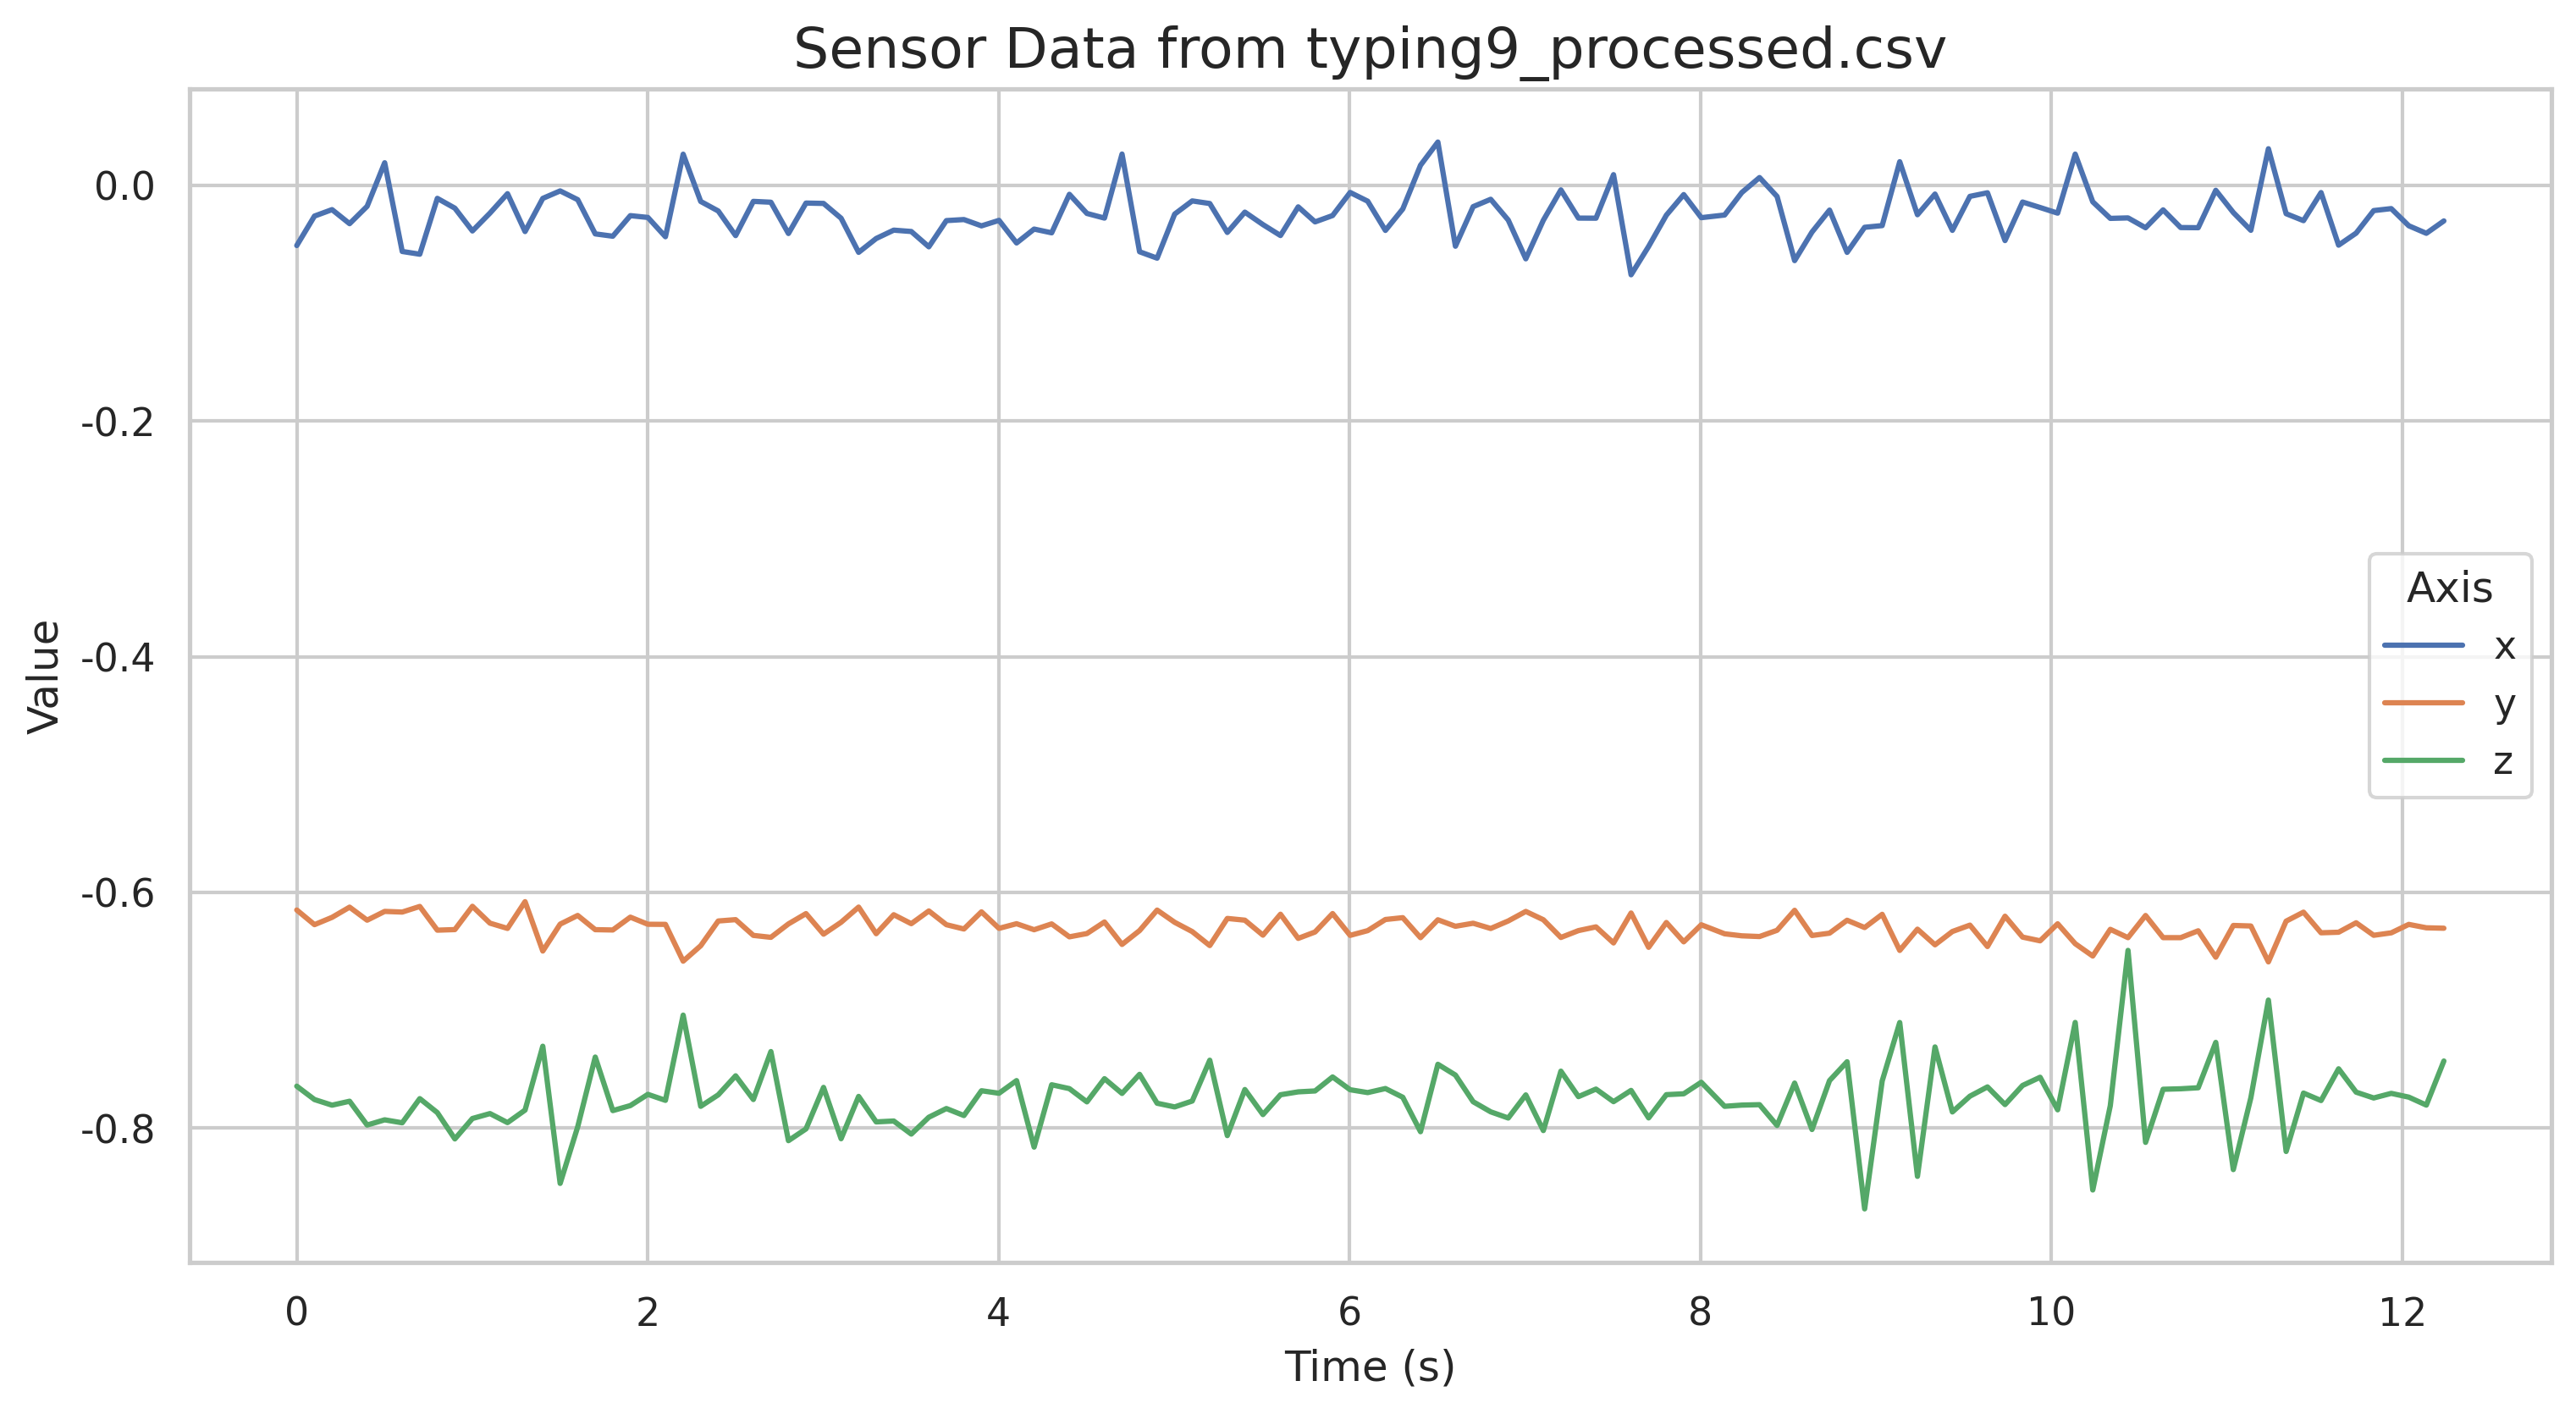 Sensor Data from typing9_processed.csv
0.0
-0.2
-0.4
-0.6
-0.8
Value
Axis
x
y
z
0 2 4 6 8 10 12
Time (s)